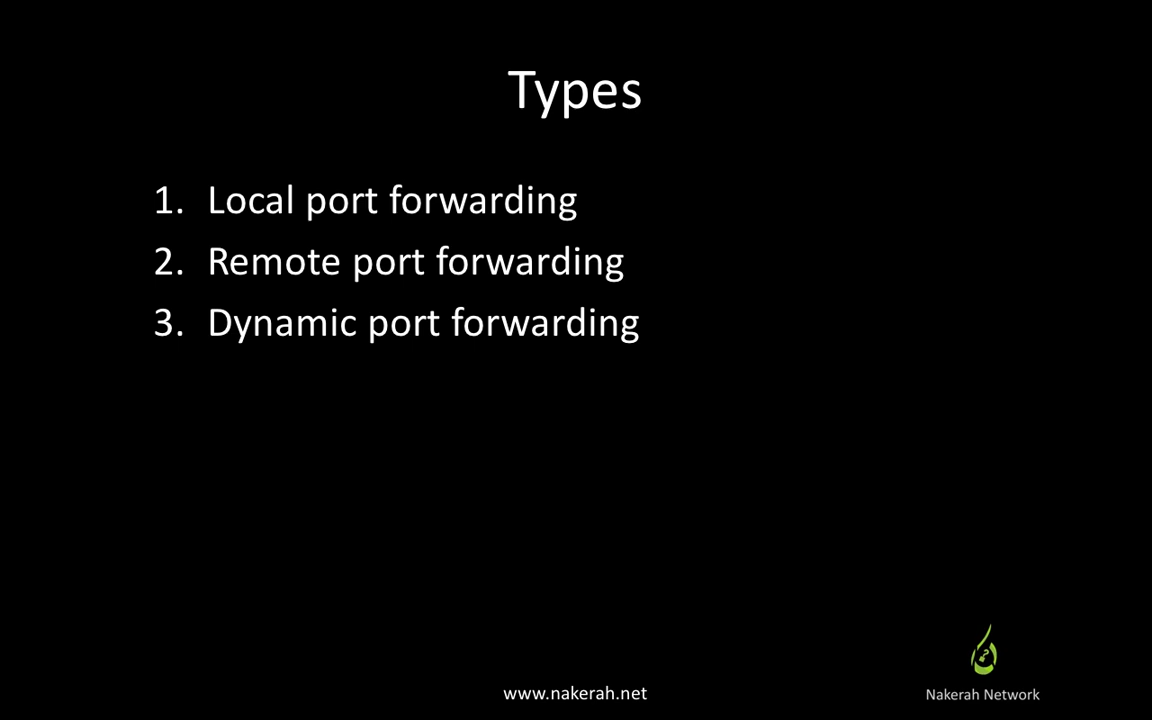 Types
1. Local port forwarding
2. Remote port forwarding
3. Dynamic port forwarding
www.nakerah.net
Nakerah Network